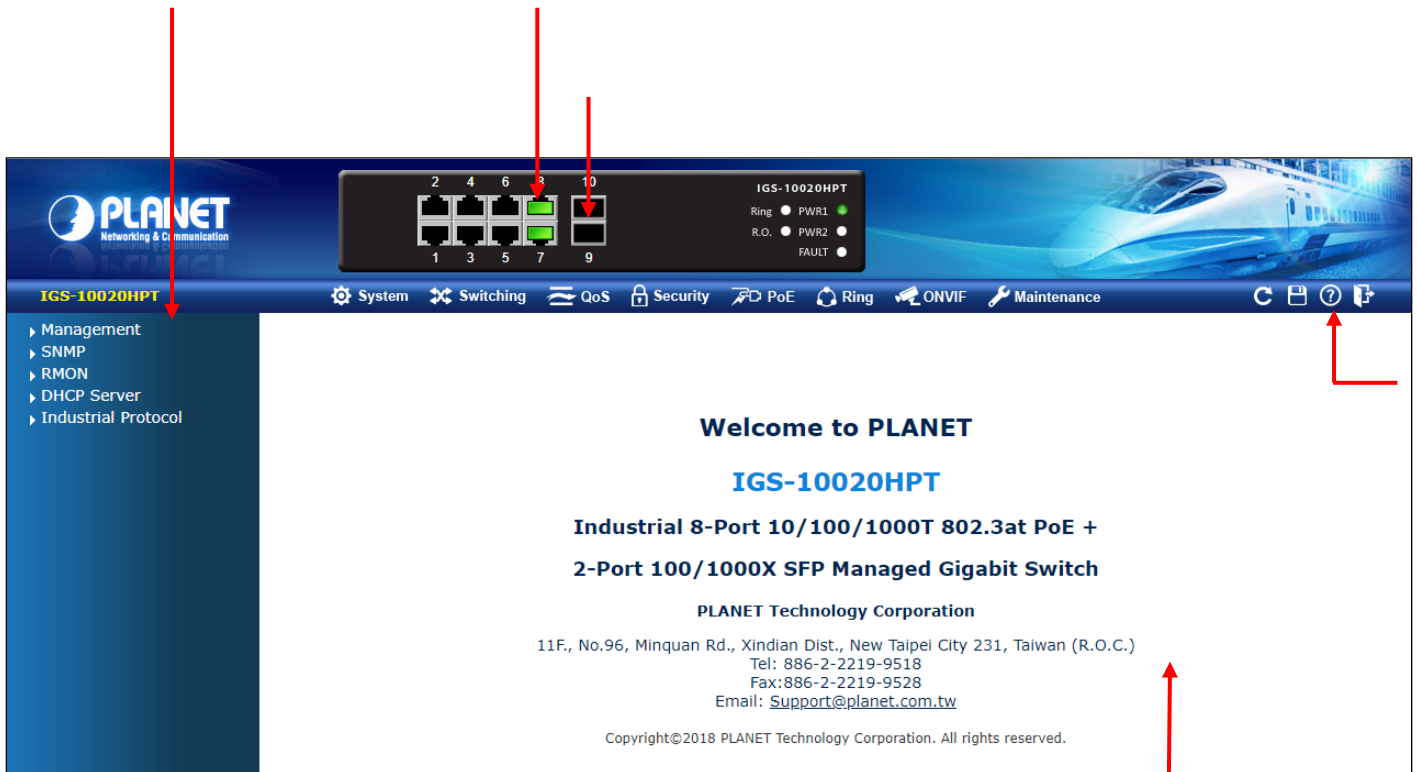 2 4 6 8 10
IGS-10020HPT
Ring PWR1
R.O. PWR2
FAULT
1 3 5 7 9
PLANET
Networking & Communication
IGS-10020HPT
System Switching QoS Security PoE Ring ONVIF Maintenance
Management
SNMP
RMON
DHCP Server
Industrial Protocol
Welcome to PLANET
IGS-10020HPT
Industrial 8-Port 10/100/1000T 802.3at PoE +
2-Port 100/1000X SFP Managed Gigabit Switch
PLANET Technology Corporation
11F., No.96, Minquan Rd., Xindian Dist., New Taipei City 231, Taiwan (R.O.C.)
Tel: 886-2-2219-9518
Fax:886-2-2219-9528
Email: Support@planet.com.tw
Copyright©2018 PLANET Technology Corporation. All rights reserved.